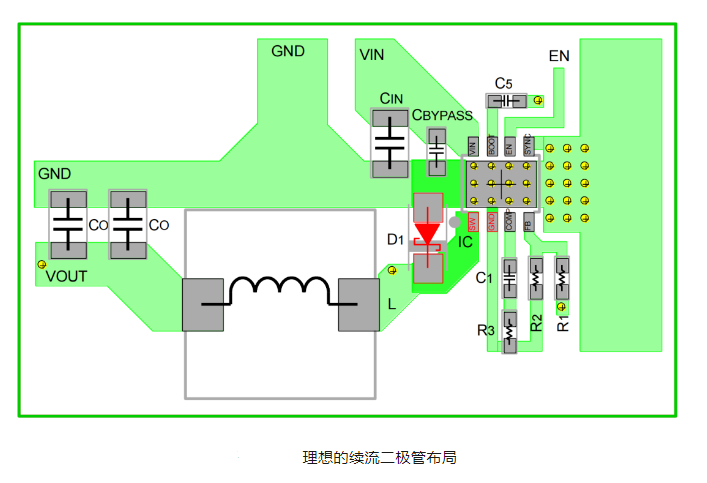 GND
VIN
EN
C5
CIN
CBYPASS
VIN
BOOT
EN
SYNC
GND
CO
CO
D1
SW
GND
COMP
FB
IC
VOUT
L
C1
R3
R2
R1
理想的续流二极管布局